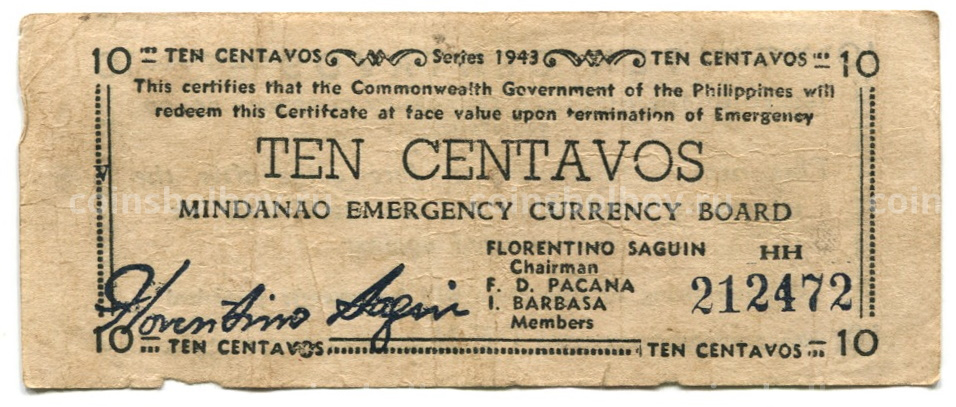 10 TEN CENTAVOS Series 1943 TEN CENTAVOS 10
This certifies that the Commonwealth Government of the Philippines will
redeem this Certifcate at face value upon termination of Emergency
TEN CENTAVOS
MINDANAO EMERGENCY CURRENCY BOARD
FLORENTINO SAGUIN HH
Chairman
F. D. PACANA 212472
I. BARBASA
Members
Florentino Saguin
10 TEN CENTAVOS TEN CENTAVOS 10